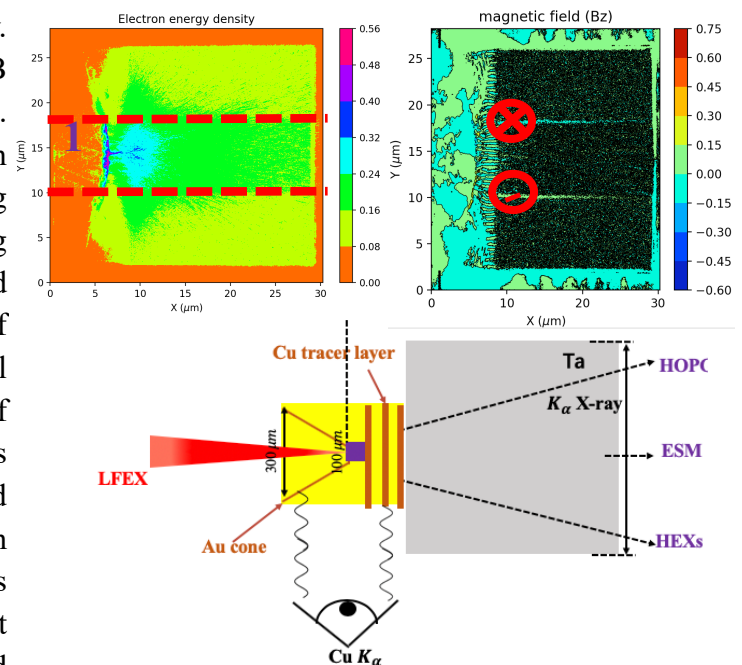 Electron energy density
0.56
0.48
0.40
0.32
0.24
0.16
0.08
0.00
25
20
15
10
5
0
Y (μm)
1
0 5 10 15 20 25 30
X (μm)
magnetic field (Bz)
0.75
0.60
0.45
0.30
0.15
0.00
−0.15
−0.30
−0.45
−0.60
25
20
15
10
5
0
Y (μm)
0 10 20 30
X (μm)
Cu tracer layer
Ta
HOPG
Kα X-ray
300 μm
100 μm
ESM
LFEX
Au cone
HEXs
Cu Kα